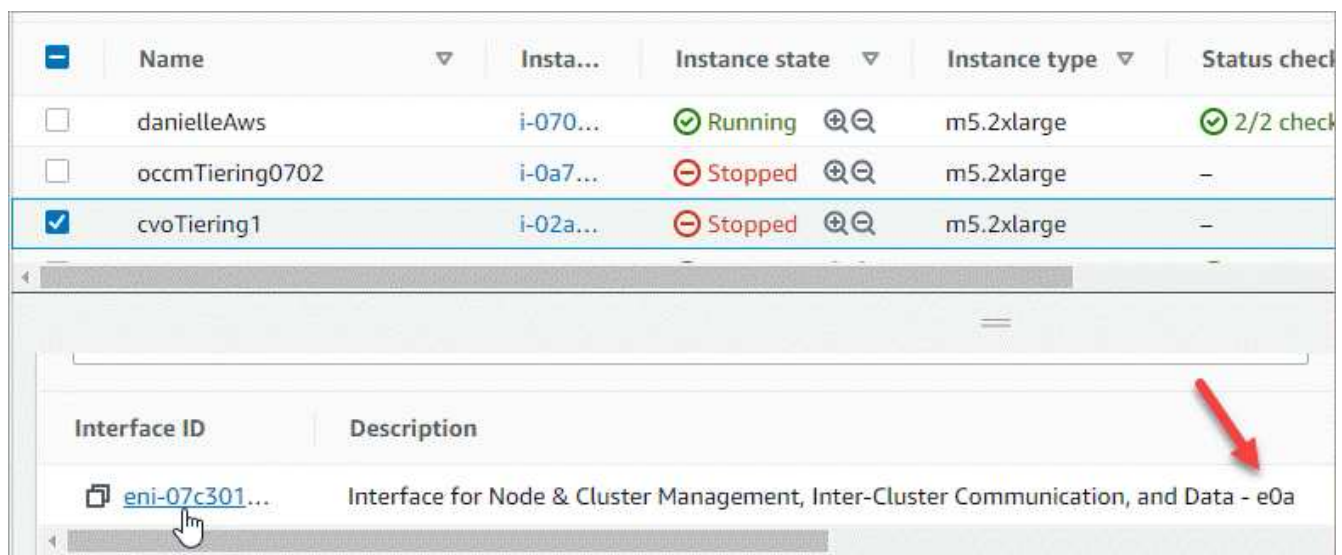 Name Insta... Instance state Instance type Status check
danielleAws i-070... Running m5.2xlarge 2/2 check
occmTiering0702 i-0a7... Stopped m5.2xlarge –
cvoTiering1 i-02a... Stopped m5.2xlarge –
Interface ID Description
eni-07c301... Interface for Node & Cluster Management, Inter-Cluster Communication, and Data - e0a